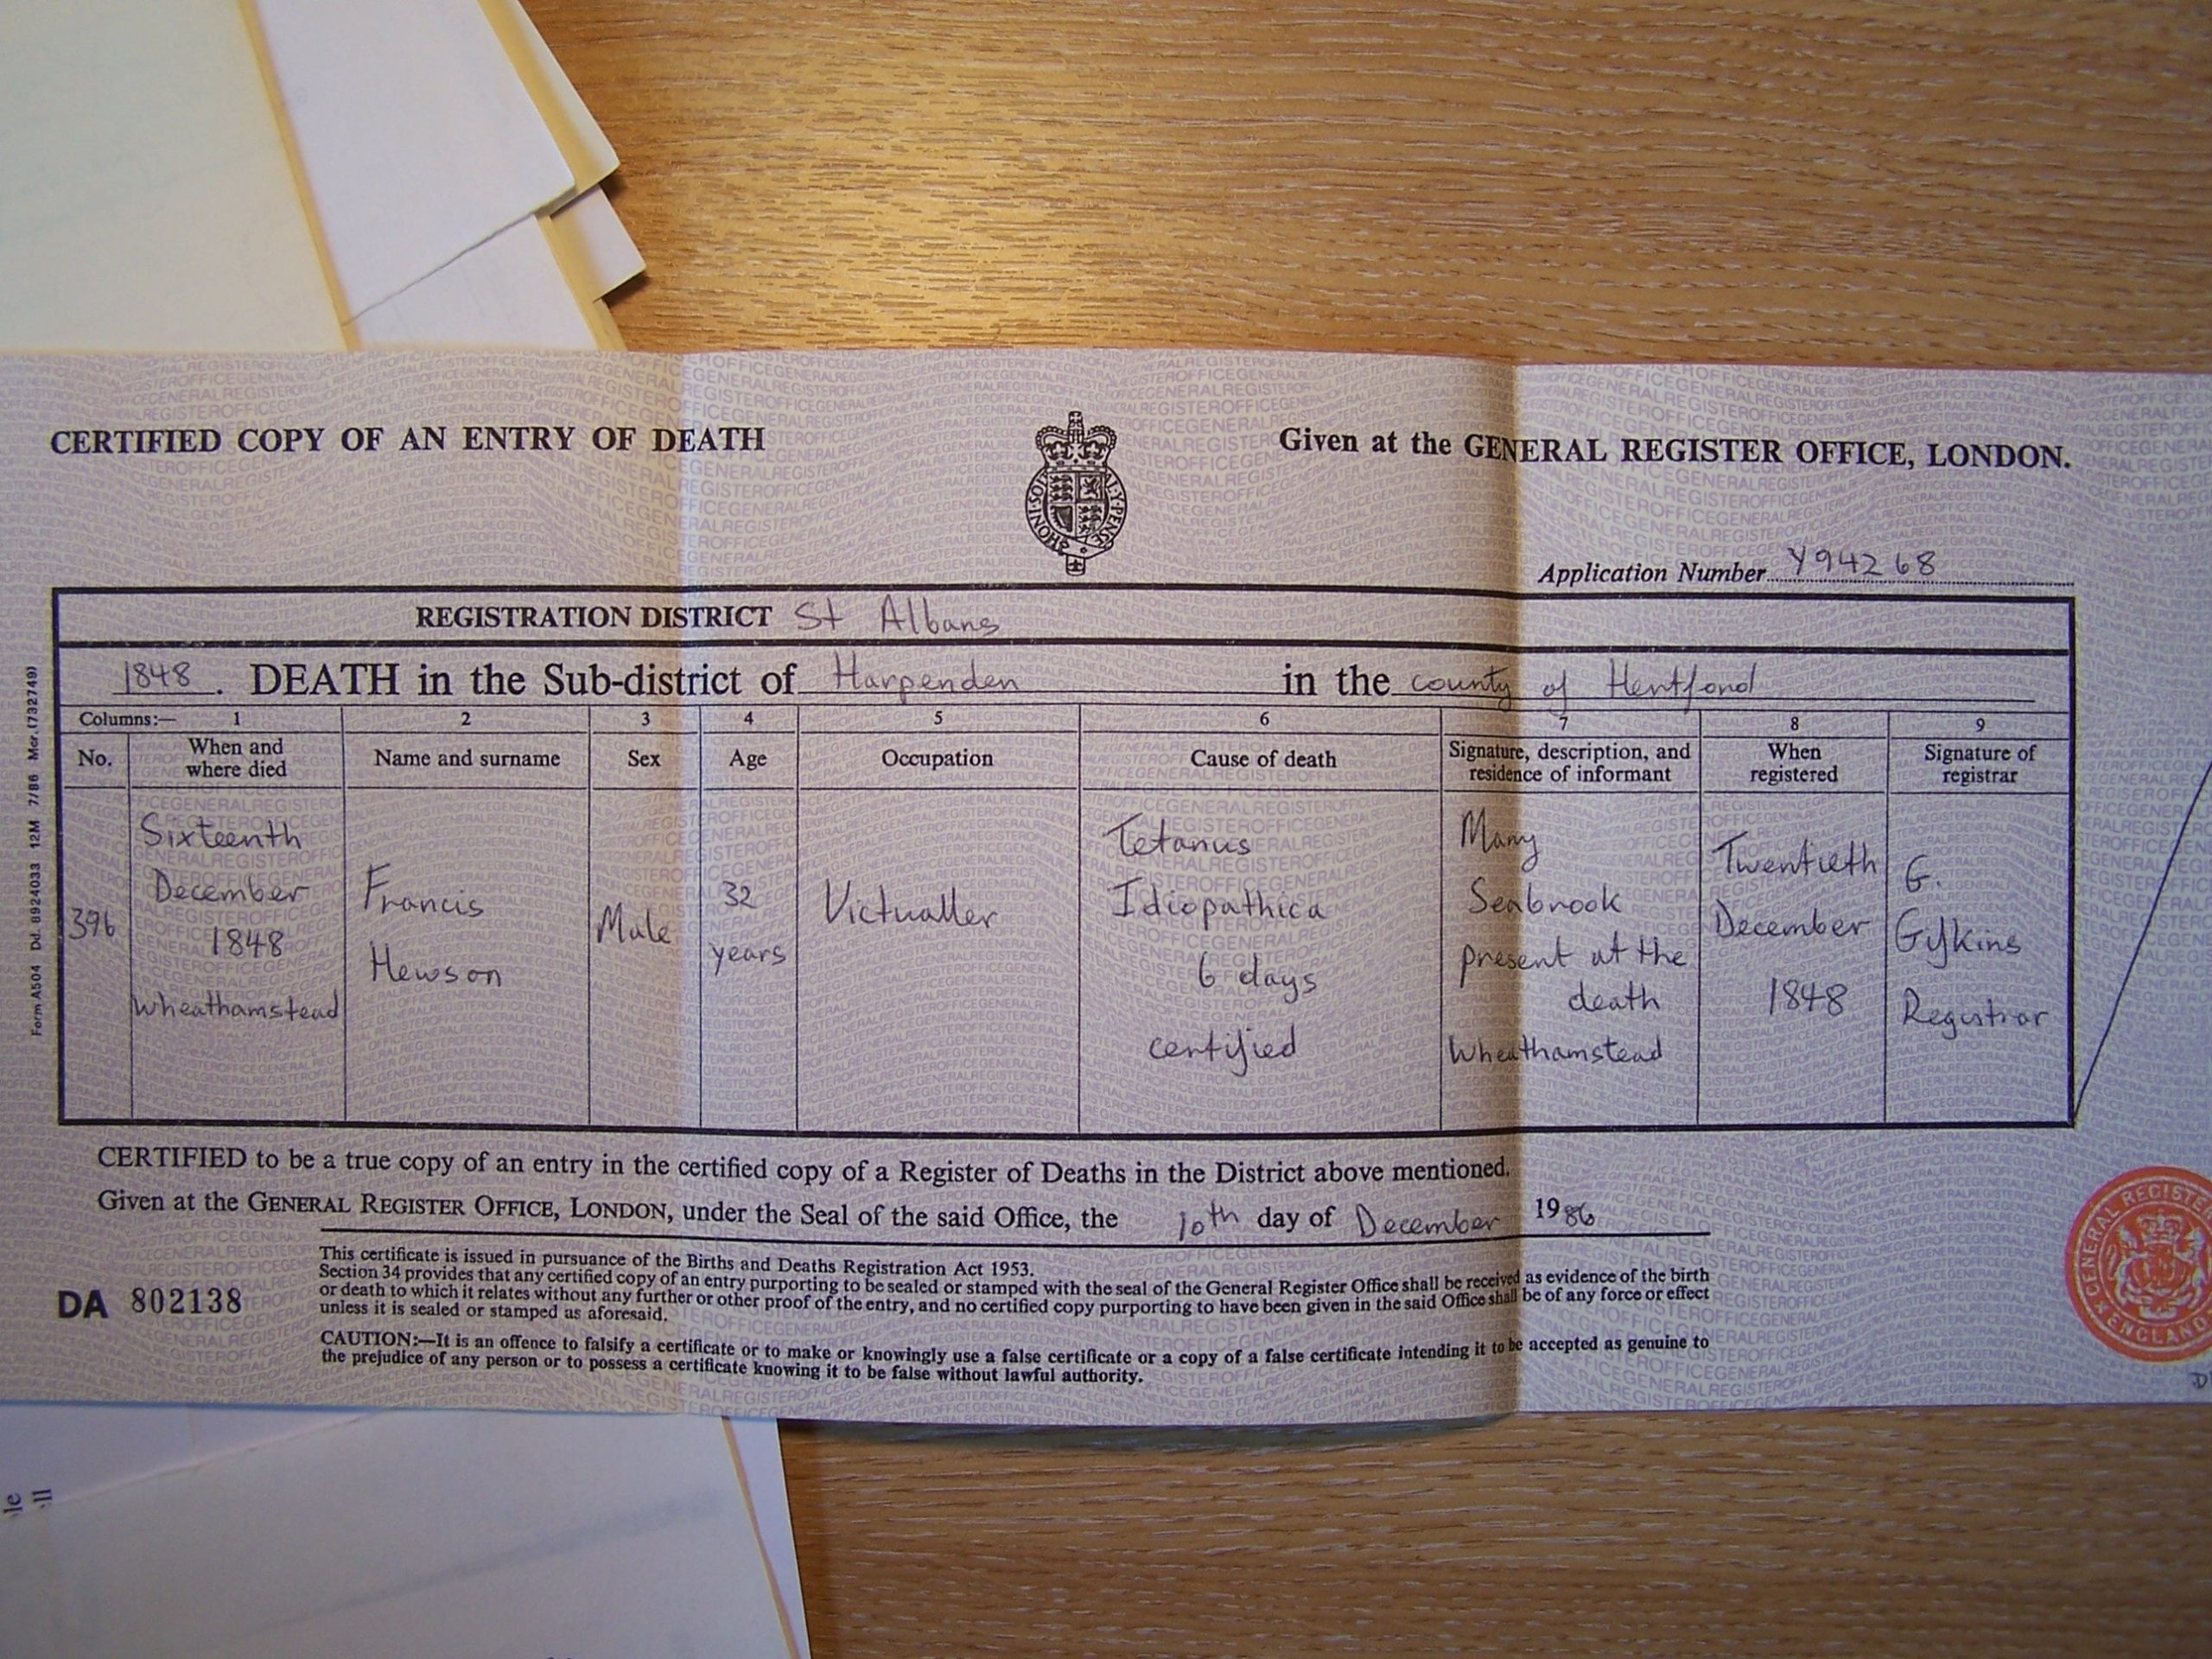 CERTIFIED COPY OF AN ENTRY OF DEATH
Given at the GENERAL REGISTER OFFICE, LONDON.
HONI·SOI
AL·Y·PENSE
Application Number Y942 68
REGISTRATION DISTRICT St Albans
1848. DEATH in the Sub-district of Harpenden in the county of Hertford
Columns:— 1 2 3 4 5 6 7 8 9
No.
When and
where died
Name and surname
Sex
Age
Occupation
Cause of death
Signature, description, and
residence of informant
When
registered
Signature of
registrar
396
Sixteenth
December
1848
Wheathamstead
Francis
Hewson
Male
32
years
Victualler
Tetanus
Idiopathica
6 days
certified
Mary
Seabrook
present at the
death
Wheathamstead
Twentieth
December
1848
G.
Registrar
CERTIFIED to be a true copy of an entry in the certified copy of a Register of Deaths in the District above mentioned.
Given at the GENERAL REGISTER OFFICE, LONDON, under the Seal of the said Office, the 10th day of December 1986
This certificate is issued in pursuance of the Births and Deaths Registration Act 1953.
Section 34 provides that any certified copy of an entry purporting to be sealed or stamped with the seal of the General Register Office shall be received as evidence of the birth
or death to which it relates without any further or other proof of the entry, and no certified copy purporting to have been given in the said Office shall be of any force or effect
unless it is sealed or stamped as aforesaid.
DA 802138
CAUTION:—It is an offence to falsify a certificate or to make or knowingly use a false certificate or a copy of a false certificate intending it to be accepted as genuine to
the prejudice of any person or to possess a certificate knowing it to be false without lawful authority.
Form A504 Dd. 8924033 12M 7/86 Mcr. (732749)
GENERAL REGISTER
ENGLAND